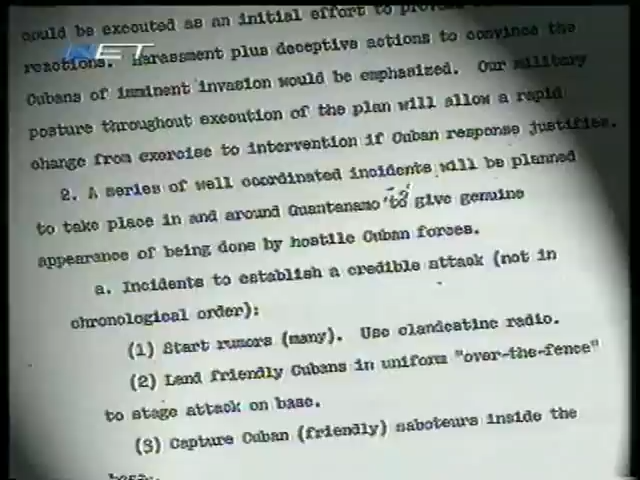 could be executed as an initial effort to
NET
reactions. Harassment plus deceptive actions to convince the
Cubans of imminent invasion would be emphasized. Our military
posture throughout execution of the plan will allow a rapid
change from exercise to intervention if Cuban response justifies.
2. A series of well coordinated incidents will be planned
to take place in and around Guantanamo to give genuine
appearance of being done by hostile Cuban forces.
a. Incidents to establish a credible attack (not in
chronological order):
(1) Start rumors (many). Use clandestine radio.
(2) Land friendly Cubans in uniform "over-the-fence"
to stage attack on base.
(3) Capture Cuban (friendly) saboteurs inside the